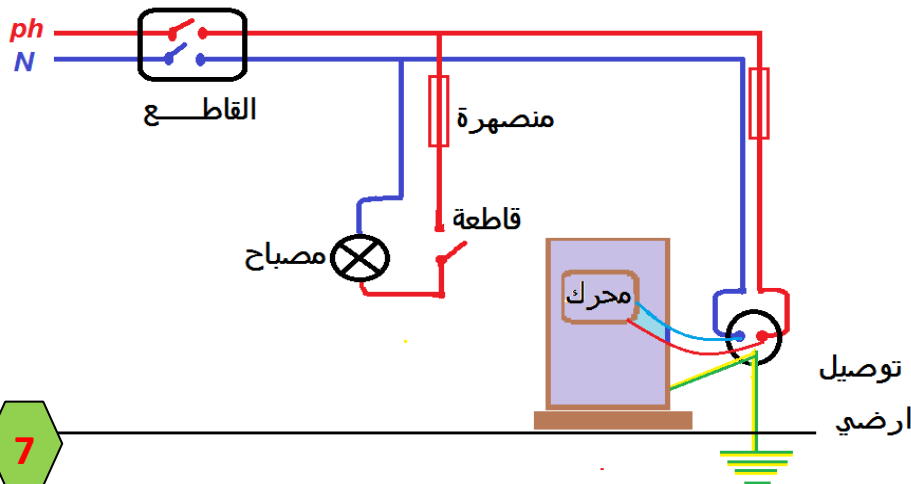 ph
N
القاطـــــع
منصهرة
قاطعة
مصباح
محرك
توصيل
ارضي
7